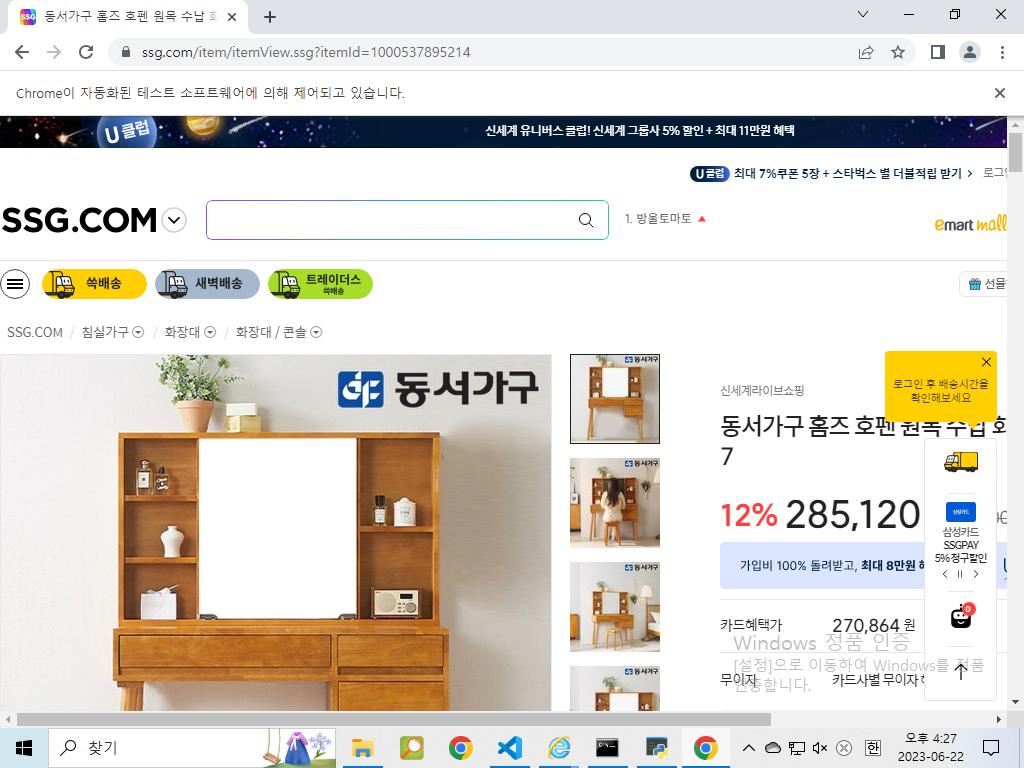 동서가구 홈즈 호펜 원목 수납 화
ssg.com/item/itemView.ssg?itemId=1000537895214
Chrome이 자동화된 테스트 소프트웨어에 의해 제어되고 있습니다.
U 클럽
신세계 유니버스 클럽! 신세계 그룹사 5% 할인 + 최대 11만원 혜택
U 클럽 최대 7%쿠폰 5장 + 스타벅스 별 더블적립 받기 >
로그인
SSG.COM
1. 방울토마토
emart mall
쓱배송
새벽배송
트레이더스
쓱배송
선물
SSG.COM / 침실가구 / 화장대 / 화장대 / 콘솔
동서가구
신세계라이브쇼핑
로그인 후 배송시간을
확인해보세요
동서가구 홈즈 호펜 원목 수납 화
7
12% 285,120
삼성카드
삼성카드
SSGPAY
5% 청구할인
가입비 100% 돌려받고, 최대 8만원 혜
카드혜택가 270,864 원
0
Windows 정품 인증
[설정]으로 이동하여 Windows를 정품
인증합니다.
무이자 카드사별 무이자 혜
찾기
한
오후 4:27
2023-06-22